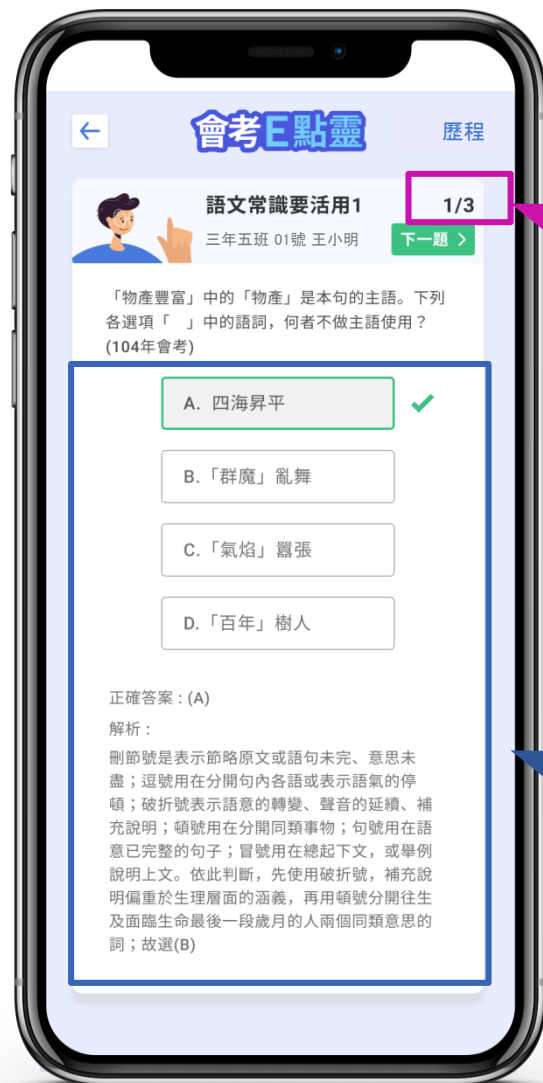 會考E點靈
歷程
語文常識要活用1
1/3
三年五班 01號 王小明
下一題 >
「物產豐富」中的「物產」是本句的主語。下列
各選項「　」中的語詞，何者不做主語使用？
(104年會考)
A. 四海昇平
B.「群魔」亂舞
C.「氣焰」囂張
D.「百年」樹人
正確答案 : (A)
解析 :
刪節號是表示節略原文或語句未完、意思未
盡；逗號用在分開句內各語或表示語氣的停
頓；破折號表示語意的轉變、聲音的延續、補
充說明；頓號用在分開同類事物；句號用在語
意已完整的句子；冒號用在總起下文，或舉例
說明上文。依此判斷，先使用破折號，補充說
明偏重於生理層面的涵義，再用頓號分開往生
及面臨生命最後一段歲月的人兩個同類意思的
詞；故選(B)